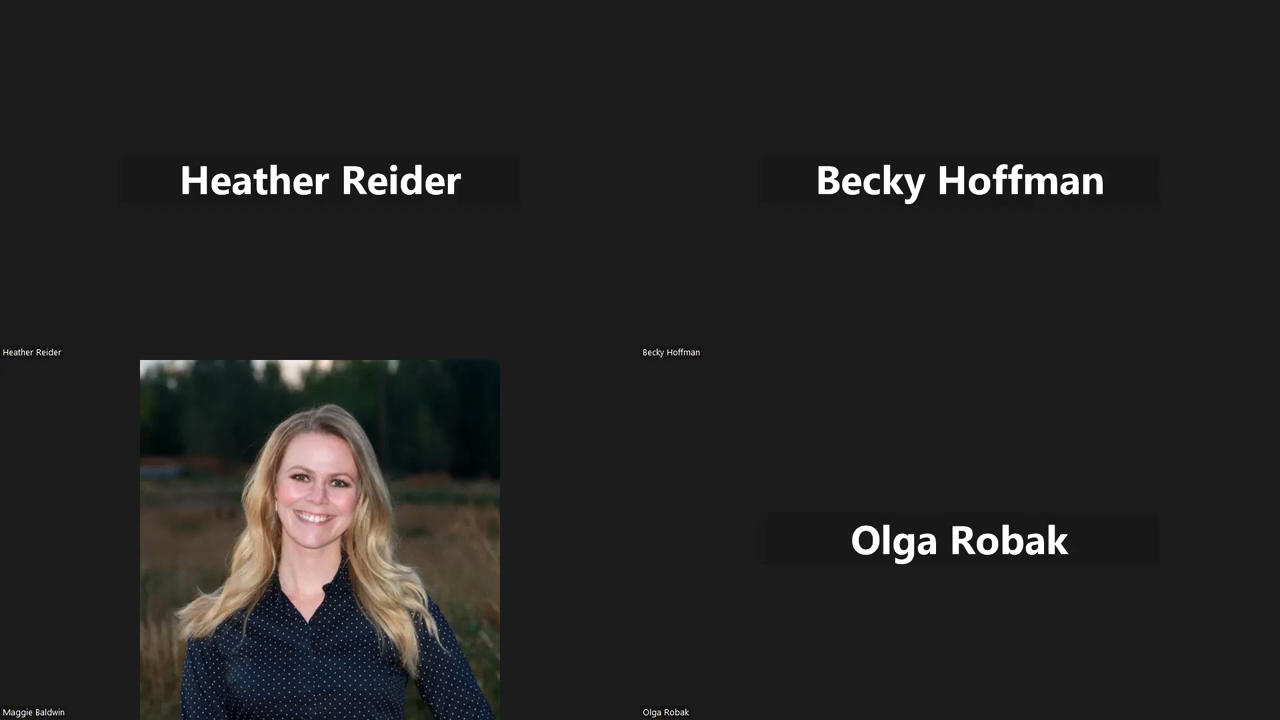 Heather Reider
Becky Hoffman
Heather Reider
Becky Hoffman
Olga Robak
Maggie Baldwin
Olga Robak